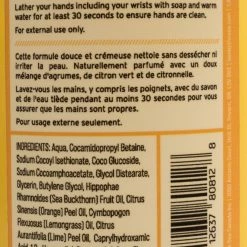 Lather your hands including your wrists with soap and warm
water for at least 30 seconds to ensure hands are clean.
For external use only.
Cette formule douce et crémeuse nettoie sans dessécher ni
irriter la peau. Naturellement parfumé avec un doux
mélange d'agrumes, de citron vert et de citronnelle.
Lavez-vous les mains, y compris les poignets, avec du savon
et de l'eau tiède pendant au moins 30 secondes pour vous
assurer que vos mains sont propres.
Pour usage externe seulement.
INGREDIENTS: Aqua, Cocamidopropyl Betaine,
Sodium Cocoyl Isethionate, Coco Glucoside,
Sodium Cocoamphoacetate, Glycol Distearate,
Glycerin, Butylene Glycol, Hippophae
Rhamnoides (Sea Buckthorn) Fruit Oil, Citrus
Sinensis (Orange) Peel Oil, Cymbopogon
Flexuosus (Lemongrass) Oil, Citrus
Aurantifolia (Lime) Peel Oil, Caprylhydroxamic
12637 80812 8